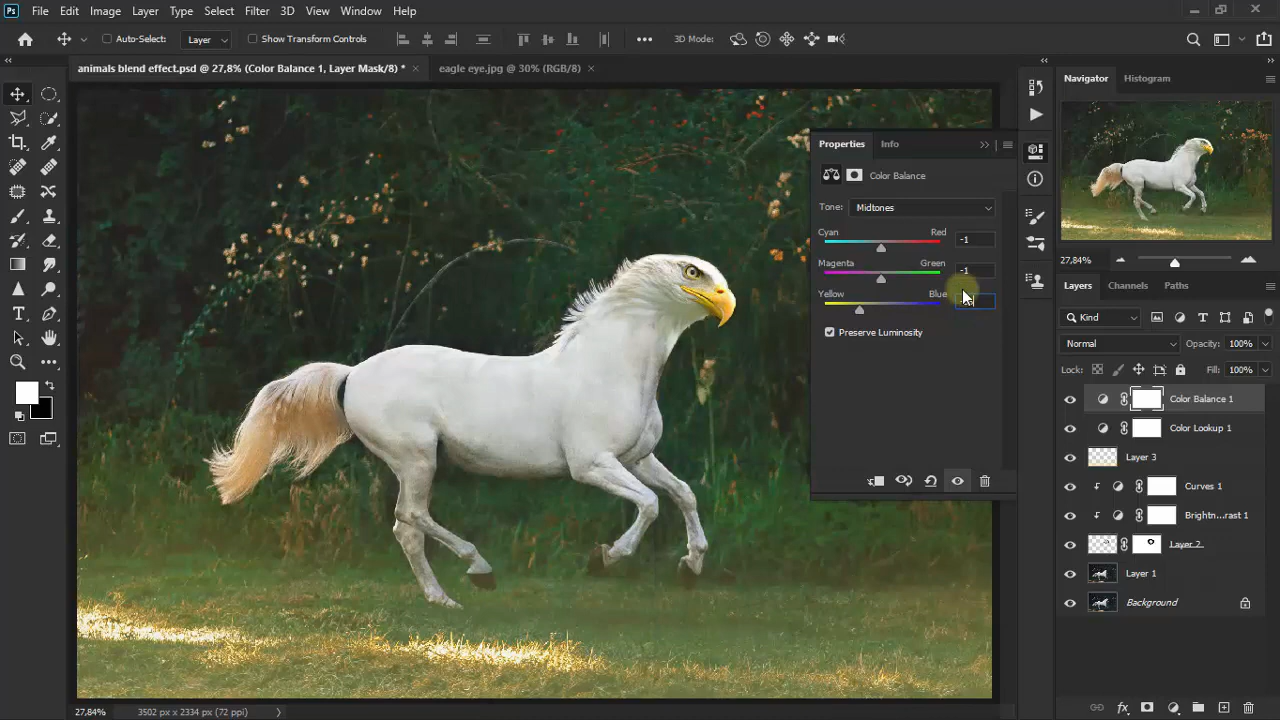 Ps File Edit Image Layer Type Select Filter 3D View Window Help
Auto-Select: Layer Show Transform Controls 3D Mode:
animals blend effect.psd @ 27,8% (Color Balance 1, Layer Mask/8) * eagle eye.jpg @ 30% (RGB/8)
Navigator Histogram
Properties Info
Color Balance
Tone: Midtones
Cyan Red -1
Magenta Green -1
Yellow Blue
Preserve Luminosity
27,84%
Layers Channels Paths
Kind
Normal Opacity: 100%
Lock: Fill: 100%
Color Balance 1
Color Lookup 1
Layer 3
Curves 1
Brightn...rast 1
Layer 2
Layer 1
Background
27,84% 3502 px x 2334 px (72 ppi)